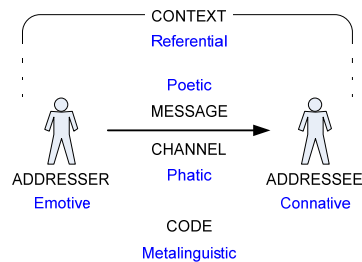 CONTEXT
Referential
Poetic
MESSAGE
CHANNEL
Phatic
ADDRESSER
Emotive
ADDRESSEE
Connative
CODE
Metalinguistic